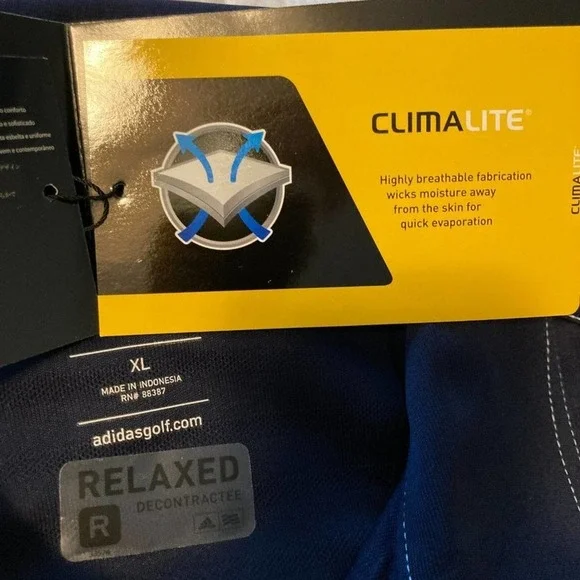 CLIMALITE®
Highly breathable fabrication
wicks moisture away
from the skin for
quick evaporation
CLIMALITE
XL
MADE IN INDONESIA
RN# 88387
adidasgolf.com
RELAXED
DECONTRACTEE
R